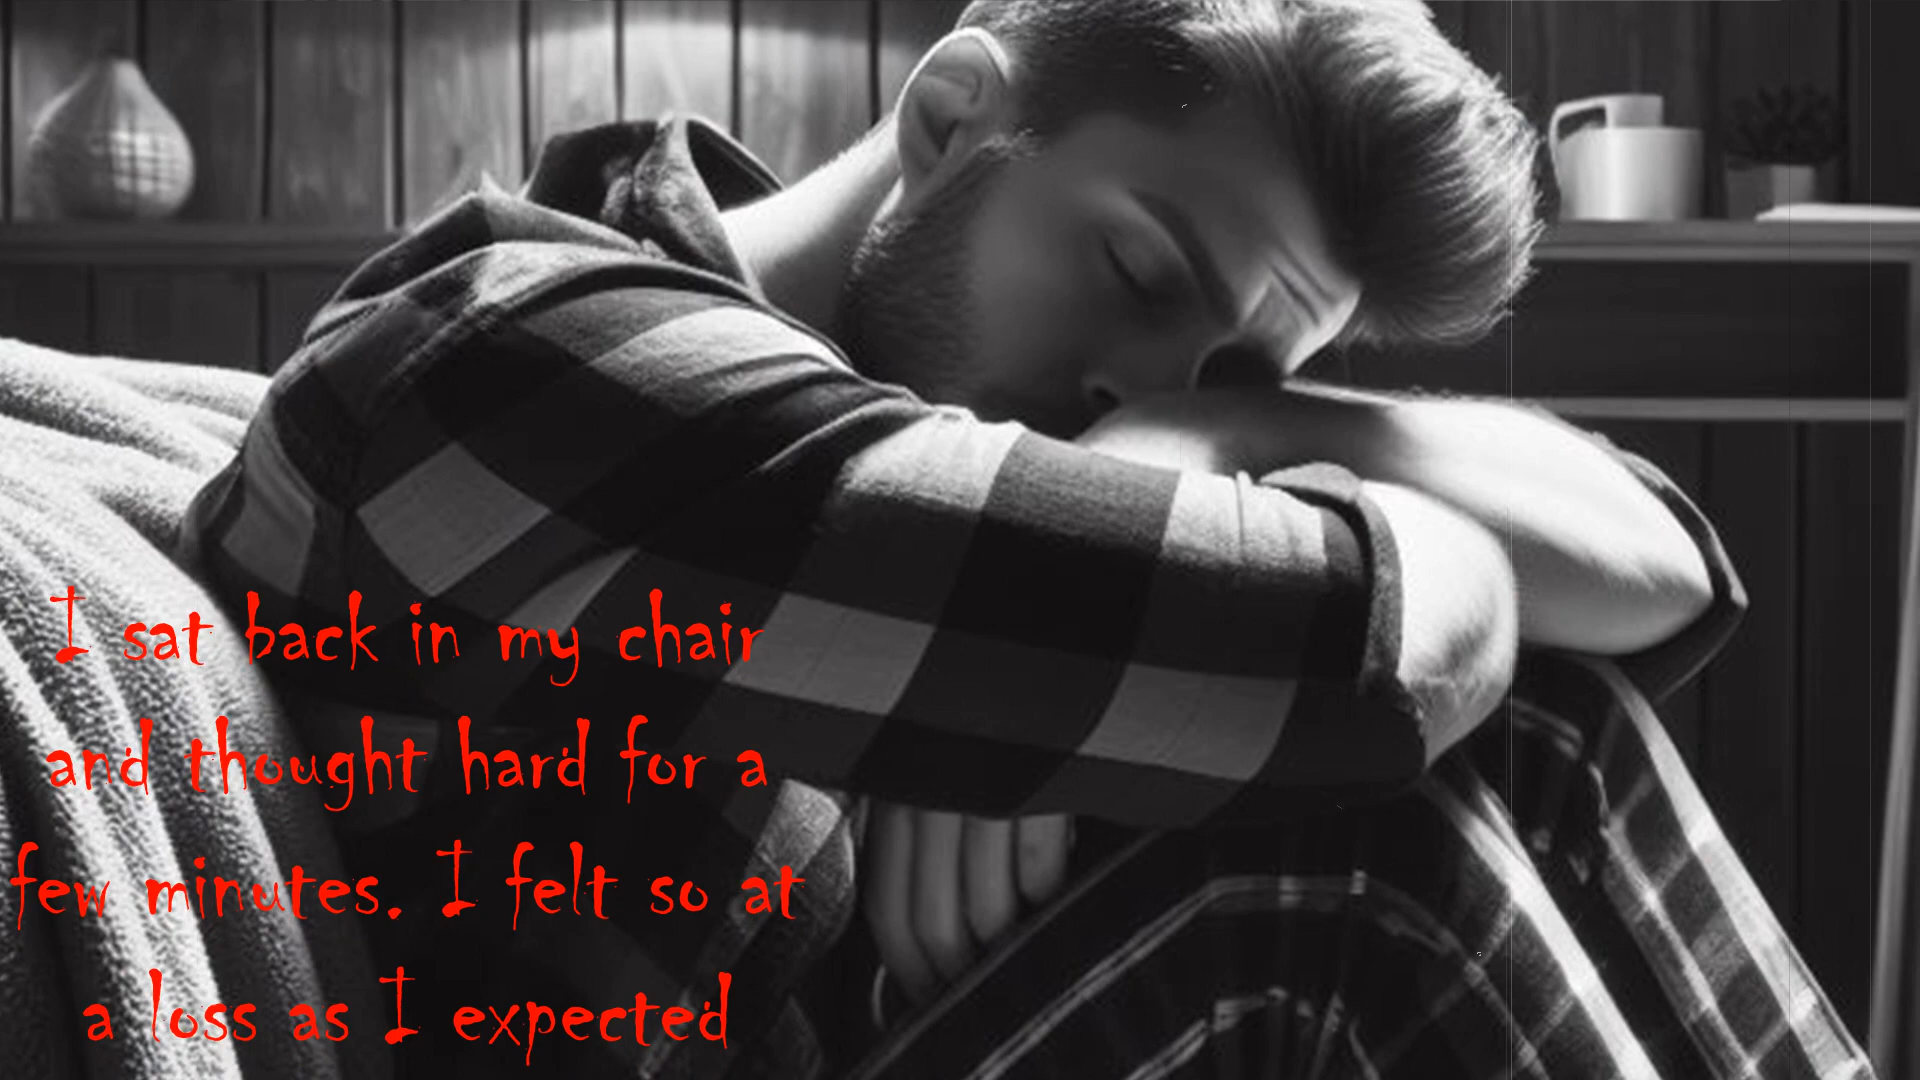 I sat back in my chair
and thought hard for a
few minutes. I felt so at
a loss as I expected